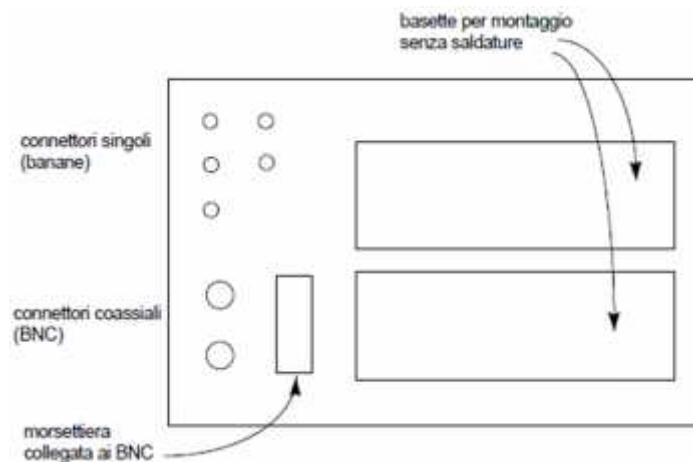 basette per montaggio
senza saldature
connettori singoli
(banane)
connettori coassiali
(BNC)
morsettiera
collegata ai BNC